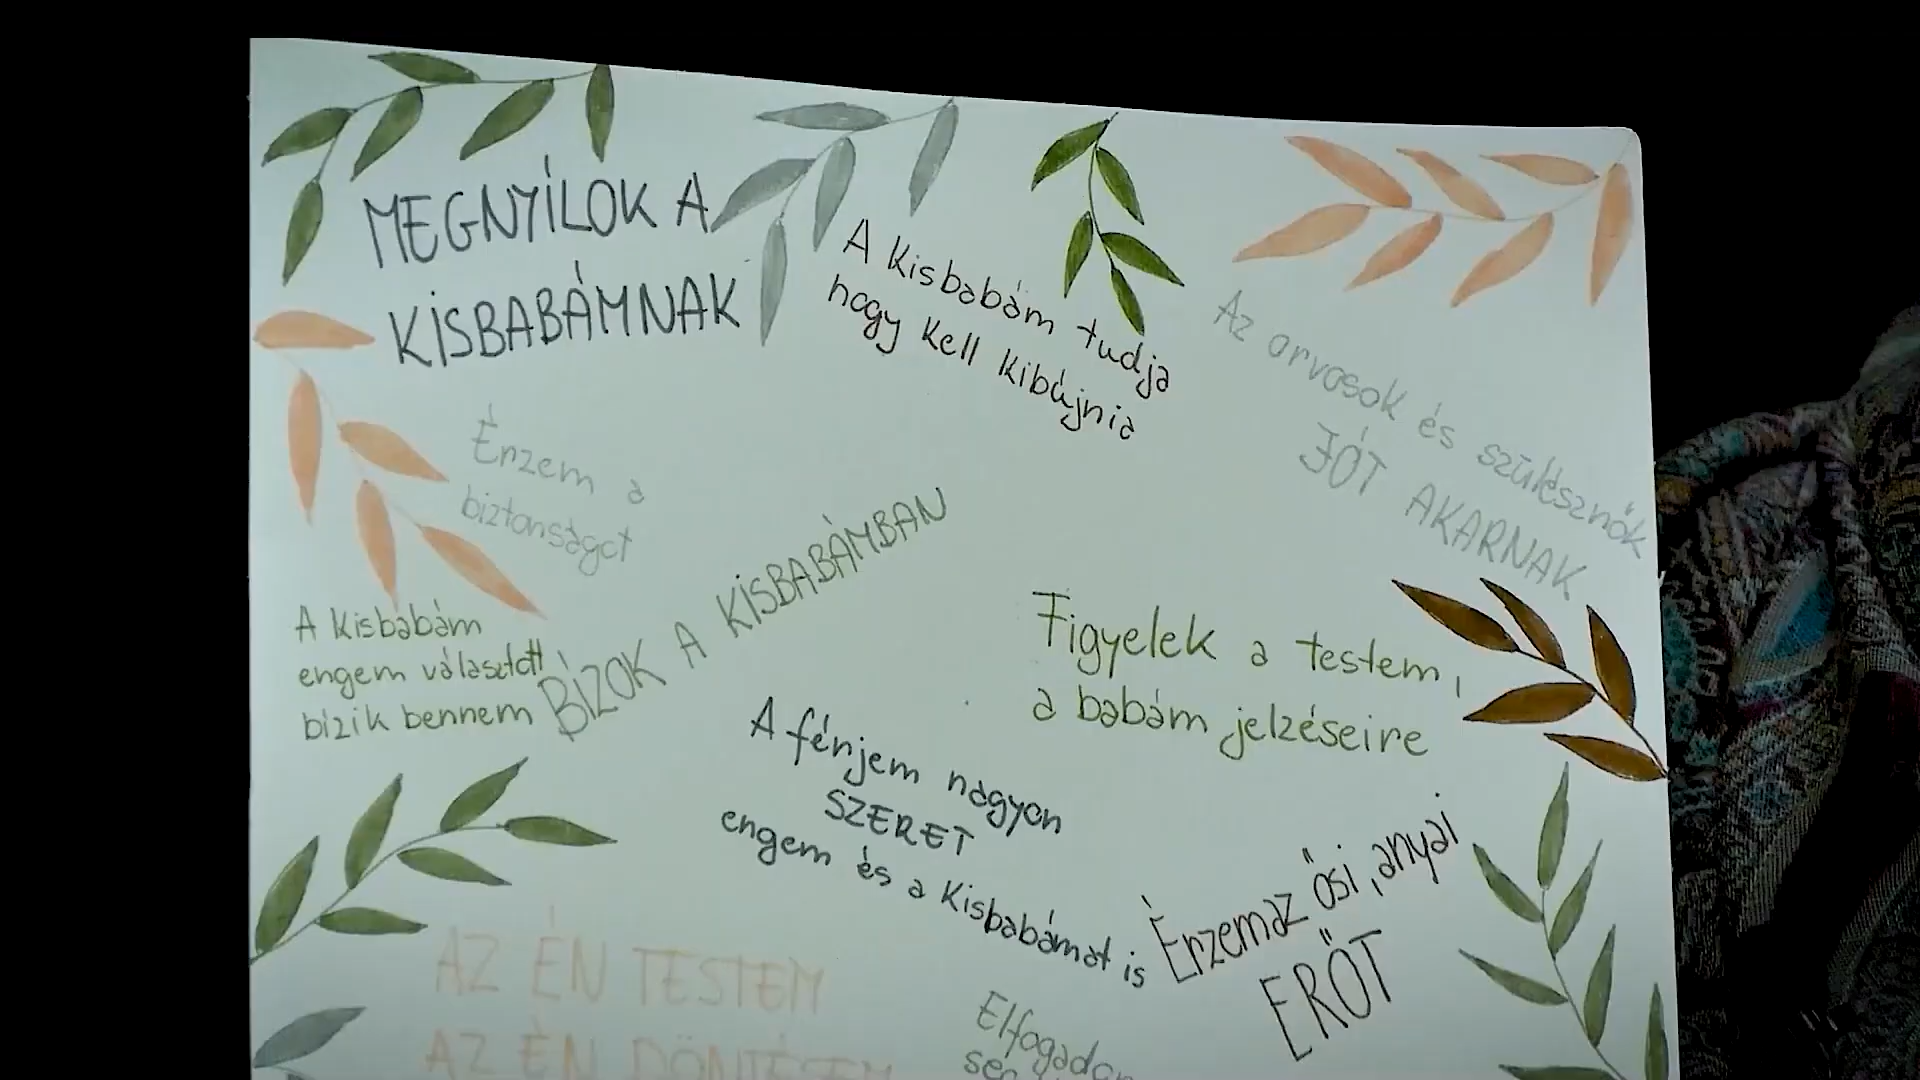 MEGNYÍLOK A
KISBABÁMNAK
A kisbabám tudja
hogy kell kibújnia
Az orvosok és szülésznők
JÓT AKARNAK
Érzem a
biztonságot
BÍZOK A KISBABÁMBAN
A kisbabám
engem választott
bízik bennem
Figyelek a testem,
a babám jelzéseire
A férjem nagyon
SZERET
engem és a kisbabámat is
Érzem az ősi, anyai
ERŐT
AZ ÉN TESTEM
AZ ÉN DÖNTÉSEM